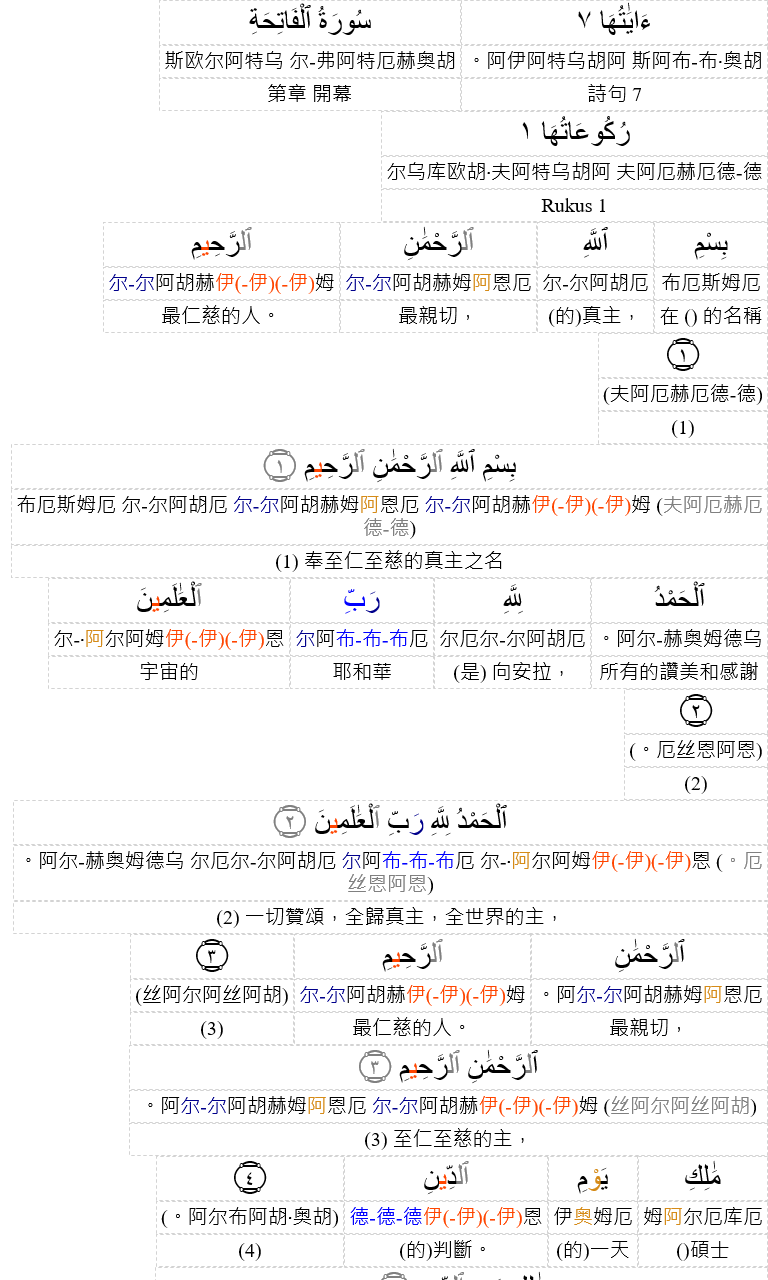 ءَايَٰتُهَا ٧ سُورَةُ ٱلْفَاتِحَةِ
。阿伊阿特乌胡阿 斯阿布-布·奥胡 斯欧尔阿特乌 尔-弗阿特厄赫奥胡
詩句 7 第章 開幕
رُكُوعَاتُهَا ١
尔乌库欧胡·夫阿特乌胡阿 夫阿厄赫厄德-德
Rukus 1
بِسْمِ ٱللَّهِ ٱلرَّحْمَٰنِ ٱلرَّحِيمِ
布厄斯姆厄 尔-尔阿胡厄 尔-尔阿胡赫姆阿恩厄 尔-尔阿胡赫伊(-伊)(-伊)姆
在 () 的名稱 (的)真主， 最親切， 最仁慈的人。
١
(夫阿厄赫厄德-德)
(1)
بِسْمِ ٱللَّهِ ٱلرَّحْمَٰنِ ٱلرَّحِيمِ ١
布厄斯姆厄 尔-尔阿胡厄 尔-尔阿胡赫姆阿恩厄 尔-尔阿胡赫伊(-伊)(-伊)姆 (夫阿厄赫厄
德-德)
(1) 奉至仁至慈的真主之名
ٱلْحَمْدُ لِلَّهِ رَبِّ ٱلْعَٰلَمِينَ
。阿尔-赫奥姆德乌 尔厄尔-尔阿胡厄 尔阿布-布-布厄 尔-·阿尔阿姆伊(-伊)(-伊)恩
所有的讚美和感謝 (是) 向安拉， 耶和華 宇宙的
٢
(。厄丝恩阿恩)
(2)
ٱلْحَمْدُ لِلَّهِ رَبِّ ٱلْعَٰلَمِينَ ٢
。阿尔-赫奥姆德乌 尔厄尔-尔阿胡厄 尔阿布-布-布厄 尔-·阿尔阿姆伊(-伊)(-伊)恩 (。厄
丝恩阿恩)
(2) 一切贊頌，全歸真主，全世界的主，
ٱلرَّحْمَٰنِ ٱلرَّحِيمِ ٣
。阿尔-尔阿胡赫姆阿恩厄 尔-尔阿胡赫伊(-伊)(-伊)姆 (丝阿尔阿丝阿胡)
最親切， 最仁慈的人。 (3)
ٱلرَّحْمَٰنِ ٱلرَّحِيمِ ٣
。阿尔-尔阿胡赫姆阿恩厄 尔-尔阿胡赫伊(-伊)(-伊)姆 (丝阿尔阿丝阿胡)
(3) 至仁至慈的主，
مَٰلِكِ يَوْمِ ٱلدِّينِ ٤
姆阿尔厄库厄 伊奥姆厄 德-德-德伊(-伊)(-伊)恩 (。阿尔布阿胡·奥胡)
()碩士 (的)一天 (的)判斷。 (4)